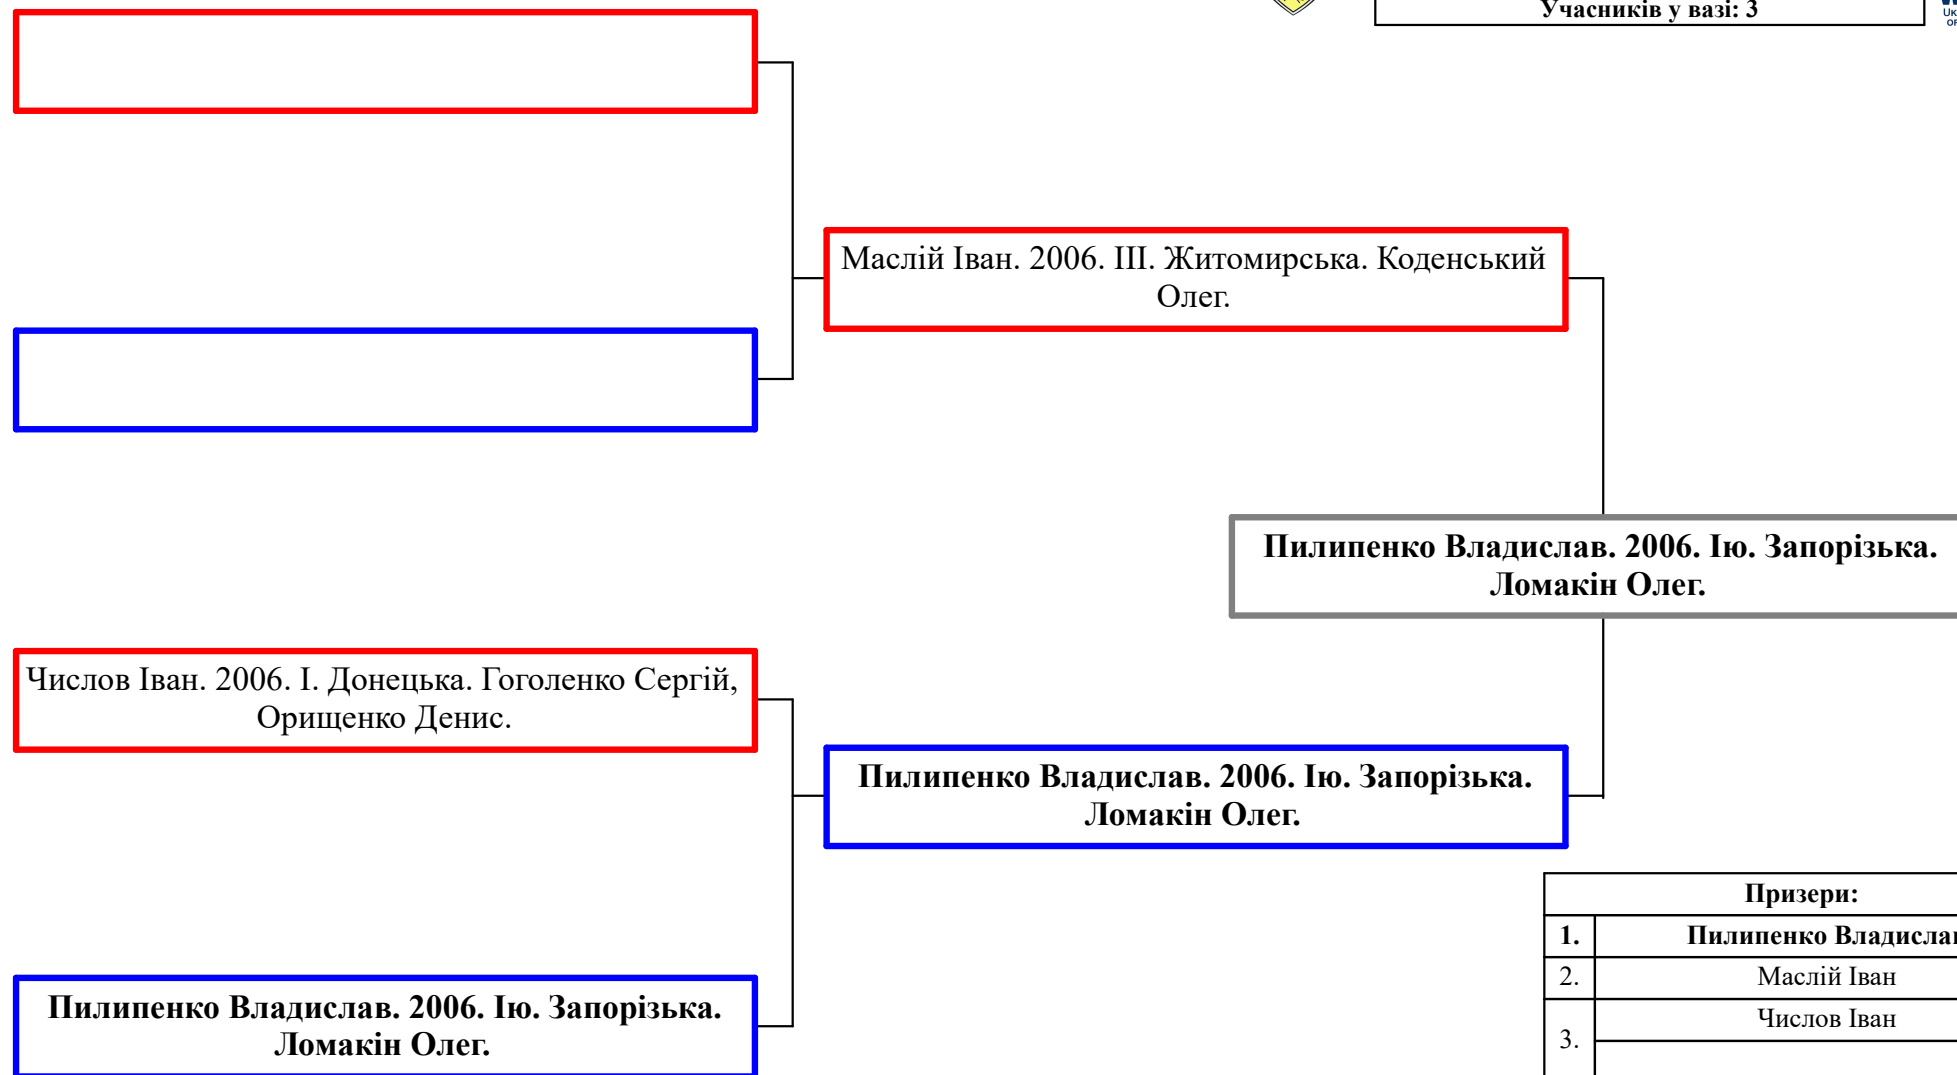 Учасників у вазі: 3
Маслій Іван. 2006. III. Житомирська. Коденський
Олег.
Пилипенко Владислав. 2006. Ію. Запорізька.
Ломакін Олег.
Числов Іван. 2006. I. Донецька. Гоголенко Сергій,
Орищенко Денис.
Пилипенко Владислав. 2006. Ію. Запорізька.
Ломакін Олег.
Пилипенко Владислав. 2006. Ію. Запорізька.
Ломакін Олег.
Призери:
1. Пилипенко Владислав
2. Маслій Іван
3. Числов Іван